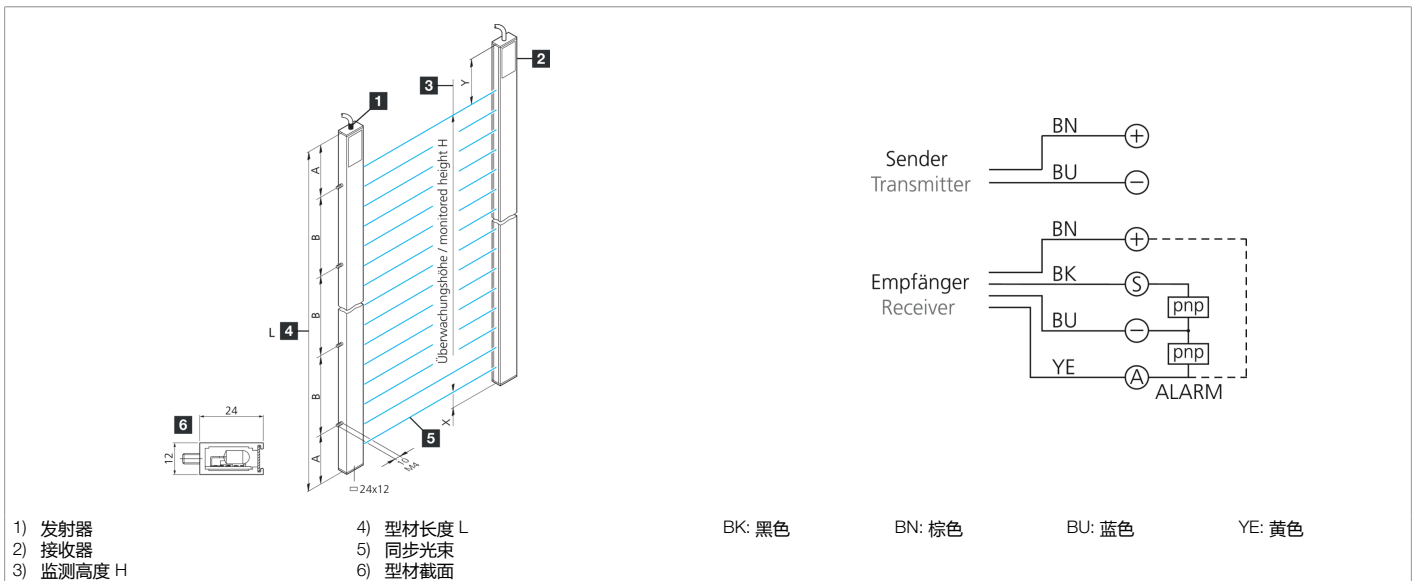 1
2
3
Y
A
B
B
B
A
Überwachungshöhe / monitored height H
L 4
X
5
10
M4
24x12
6
24
12
Sender
Transmitter
BN
+
BU
−
Empfänger
Receiver
BN
+
BK
S
pnp
BU
−
pnp
YE
A
ALARM
1) 发射器
2) 接收器
3) 监测高度 H
4) 型材长度 L
5) 同步光束
6) 型材截面
BK: 黑色
BN: 棕色
BU: 蓝色
YE: 黄色